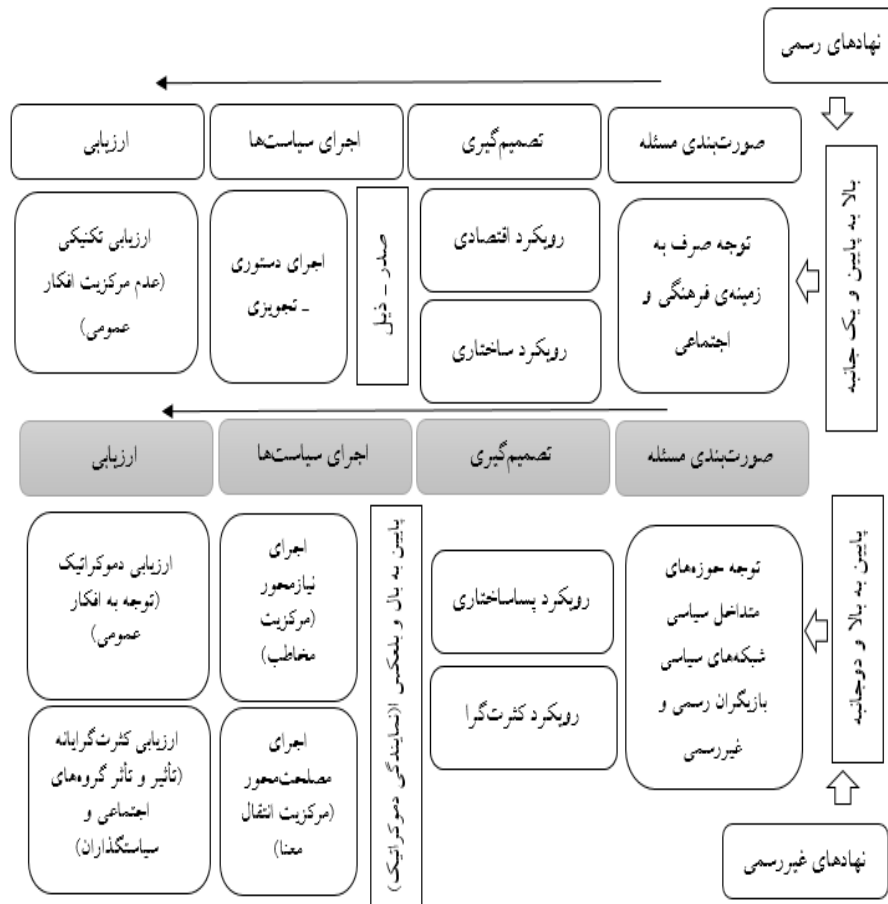 نهادهای رسمی
بالا به پایین و یک جانبه
صورت‌بندی مسئله
تصمیم‌گیری
اجرای سیاست‌ها
ارزیابی
توجه صرف به
زمینه‌ی فرهنگی و
اجتماعی
رویکرد اقتصادی
رویکرد ساختاری
صدر - ذیل
اجرای دستوری
- تجویزی
ارزیابی تکنیکی
(عدم مرکزیت افکار
عمومی)
صورت‌بندی مسئله
تصمیم‌گیری
اجرای سیاست‌ها
ارزیابی
پایین به بالا و دوجانبه
توجه حوزه‌های
متداخل سیاسی
شبکه‌های سیاسی
بازیگران رسمی و
غیررسمی
رویکرد پساساختاری
رویکرد کثرت‌گرا
پایین به بال و بلعکس ا(نمایندگی دموکراتیک)
اجرای
نیازمحور
(مرکزیت
مخاطب)
اجرای
مصلحت‌محور
(مرکزیت انتقال
معنا)
ارزیابی دموکراتیک
(توجه به افکار
عمومی)
ارزیابی کثرت‌گرایانه
(تأثیر و تأثر گروه‌های
اجتماعی و
سیاستگذاران)
نهادهای غیررسمی